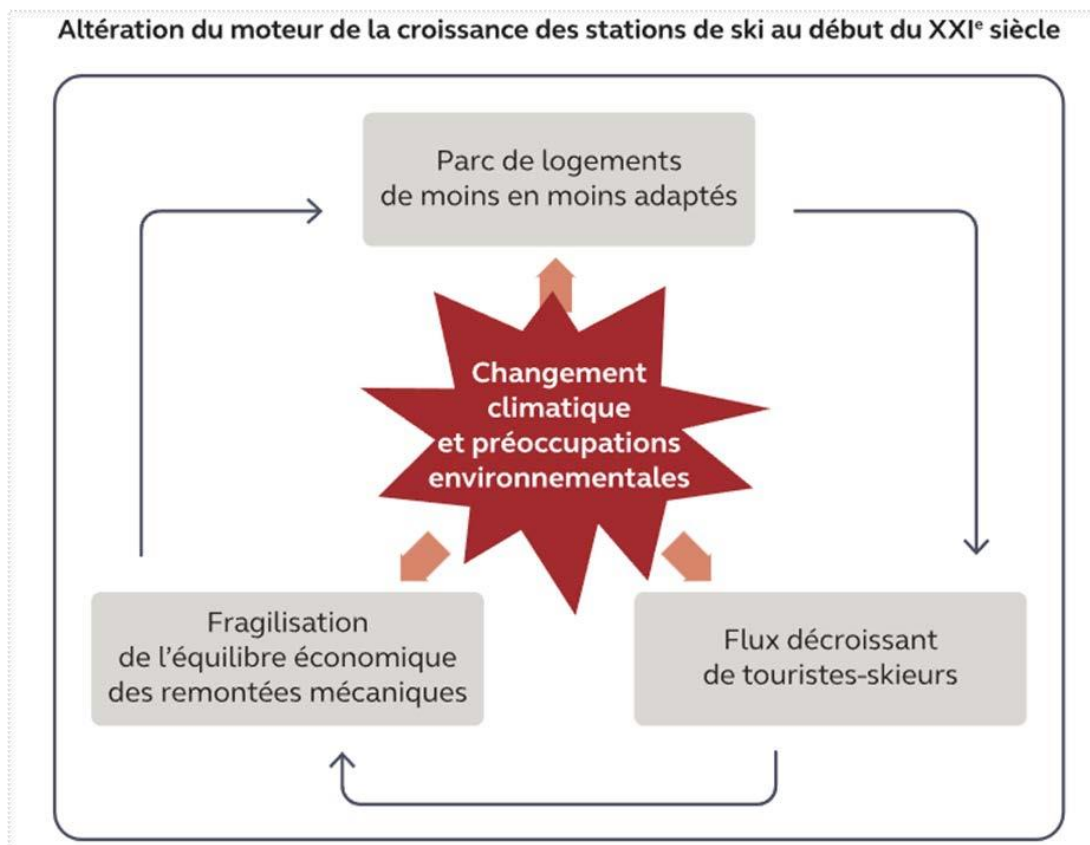 Altération du moteur de la croissance des stations de ski au début du XXIᵉ siècle
Parc de logements
de moins en moins adaptés
Changement
climatique
et préoccupations
environnementales
Fragilisation
de l’équilibre économique
des remontées mécaniques
Flux décroissant
de touristes-skieurs